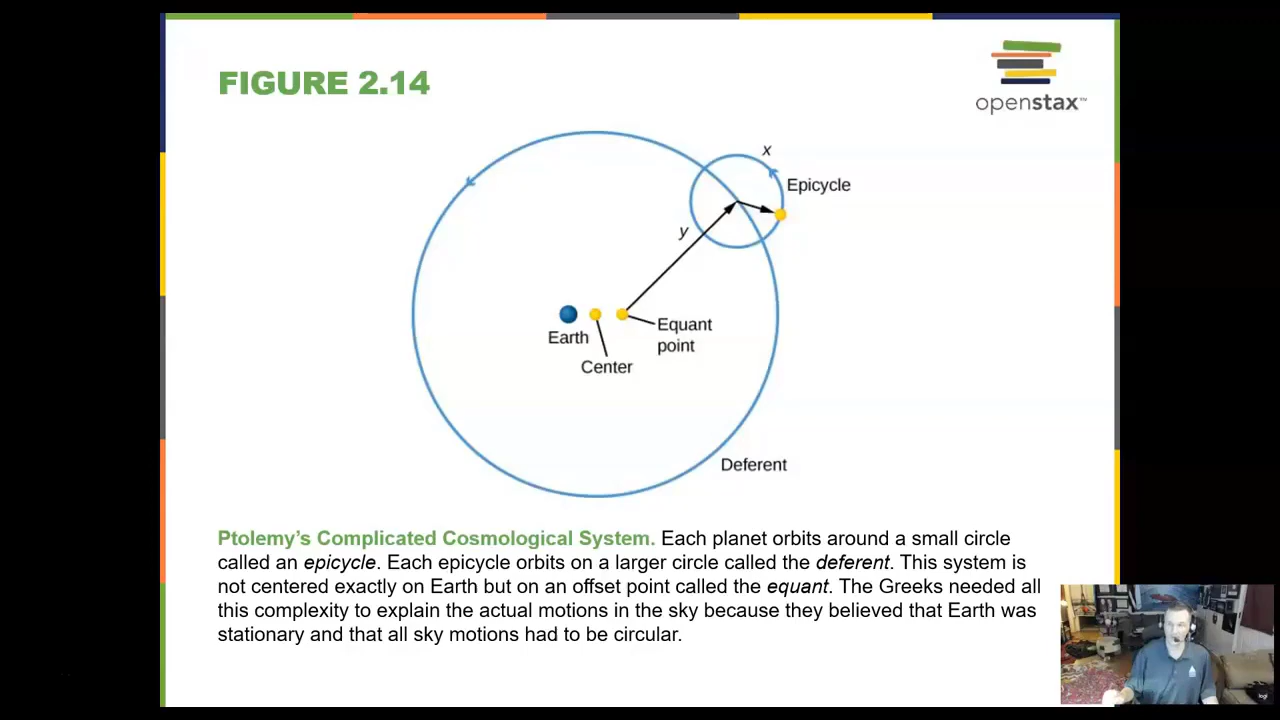 FIGURE 2.14
openstax™
x
Epicycle
y
Equant
point
Earth
Center
Deferent
Ptolemy’s Complicated Cosmological System. Each planet orbits around a small circle
called an epicycle. Each epicycle orbits on a larger circle called the deferent. This system is
not centered exactly on Earth but on an offset point called the equant. The Greeks needed all
this complexity to explain the actual motions in the sky because they believed that Earth was
stationary and that all sky motions had to be circular.
logi